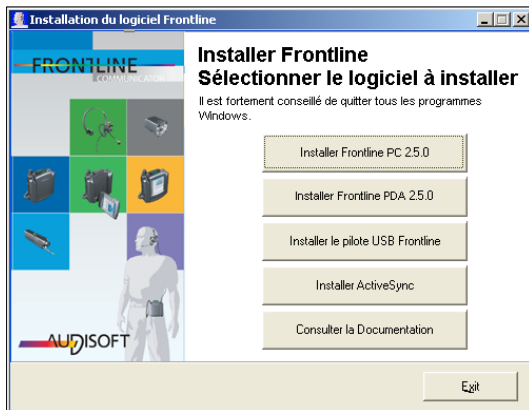 Installation du logiciel Frontline
FRONTLINE
COMMUNICATOR
Installer Frontline
Sélectionner le logiciel à installer
Il est fortement conseillé de quitter tous les programmes
Windows.
Installer Frontline PC 2.5.0
Installer Frontline PDA 2.5.0
Installer le pilote USB Frontline
Installer ActiveSync
Consulter la Documentation
AUDISOFT
Exit